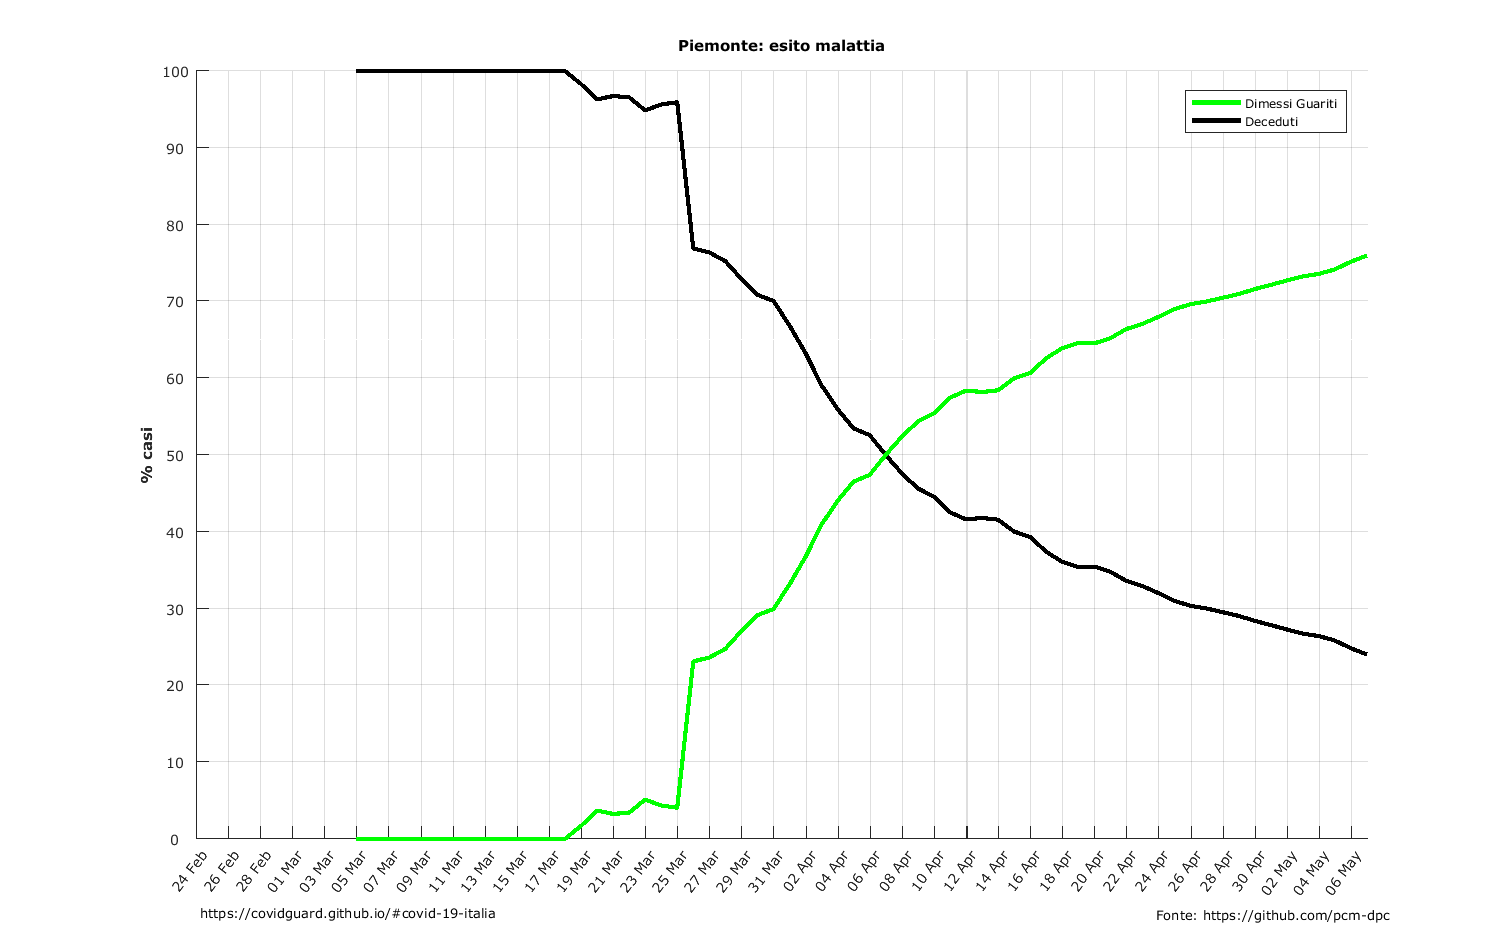 Piemonte: esito malattia
100
90
80
70
60
50
40
30
20
10
0
% casi
Dimessi Guariti
Deceduti
24 Feb
26 Feb
28 Feb
01 Mar
03 Mar
05 Mar
07 Mar
09 Mar
11 Mar
13 Mar
15 Mar
17 Mar
19 Mar
21 Mar
23 Mar
25 Mar
27 Mar
29 Mar
31 Mar
02 Apr
04 Apr
06 Apr
08 Apr
10 Apr
12 Apr
14 Apr
16 Apr
18 Apr
20 Apr
22 Apr
24 Apr
26 Apr
28 Apr
30 Apr
02 May
04 May
06 May
https://covidguard.github.io/#covid-19-italia
Fonte: https://github.com/pcm-dpc